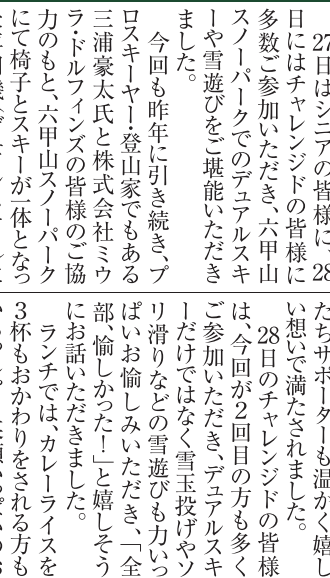 27日はシニアの皆様に、28
日にはチャレンジドの皆様に
多数ご参加いただき、六甲山
スノーパークでのデュアルスキ
ーや雪遊びをご堪能いただき
ました。
今回も昨年に引き続き、プ
ロスキーヤー・登山家でもある
三浦豪太氏と株式会社ミウ
ラ・ドルフィンズの皆様のご協
力のもと、六甲山スノーパーク
にて椅子とスキーが一体となっ
たちサポーターも温かく嬉し
い想いで満たされました。
28日のチャレンジドの皆様
は、今回が2回目の方も多く
ご参加いただき、デュアルスキ
ーだけではなく雪玉投げやソ
リ滑りなどの雪遊びも力いっ
ぱいお愉しみいただき、「全
部、愉しかった！」と嬉しそう
にお話いただきました。
ランチでは、カレーライスを
3杯もおかわりをされる方も